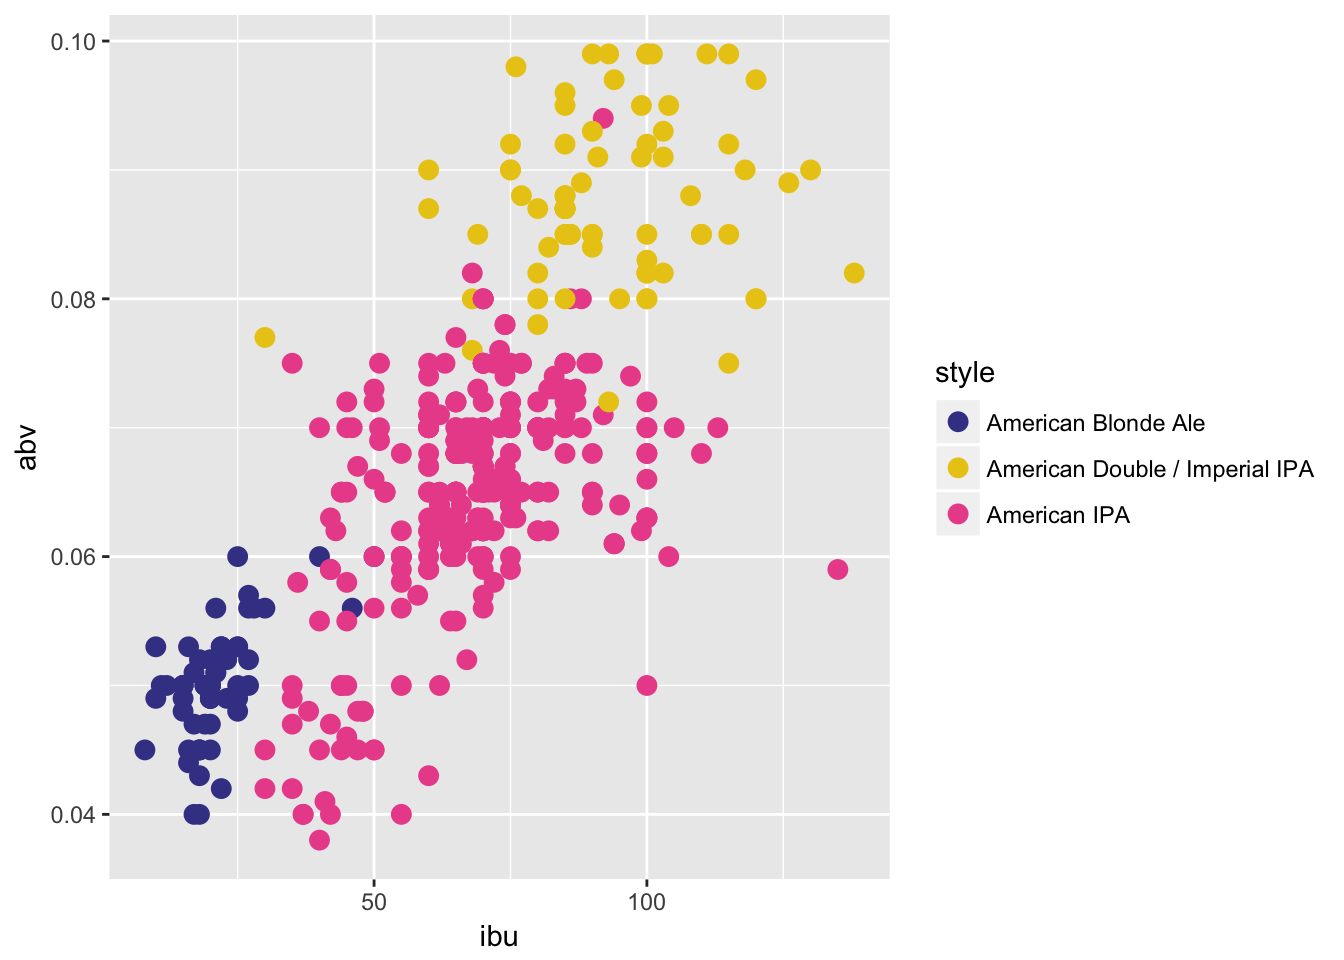 0.10
0.08
0.06
0.04
abv
50
100
ibu
style
American Blonde Ale
American Double / Imperial IPA
American IPA